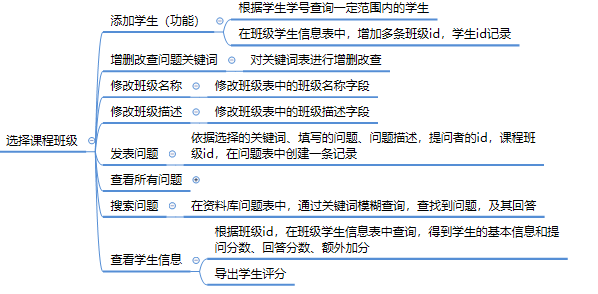 根据学生学号查询一定范围内的学生
添加学生（功能）
在班级学生信息表中，增加多条班级id，学生id记录
增删改查问题关键词
对关键词表进行增删改查
修改班级名称
修改班级表中的班级名称字段
修改班级描述
修改班级表中的班级描述字段
选择课程班级
依据选择的关键词、填写的问题、问题描述，提问者的id，课程班
级id，在问题表中创建一条记录
发表问题
查看所有问题
搜索问题
在资料库问题表中，通过关键词模糊查询，查找到问题，及其回答
根据班级id，在班级学生信息表中查询，得到学生的基本信息和提
问分数、回答分数、额外加分
查看学生信息
导出学生评分